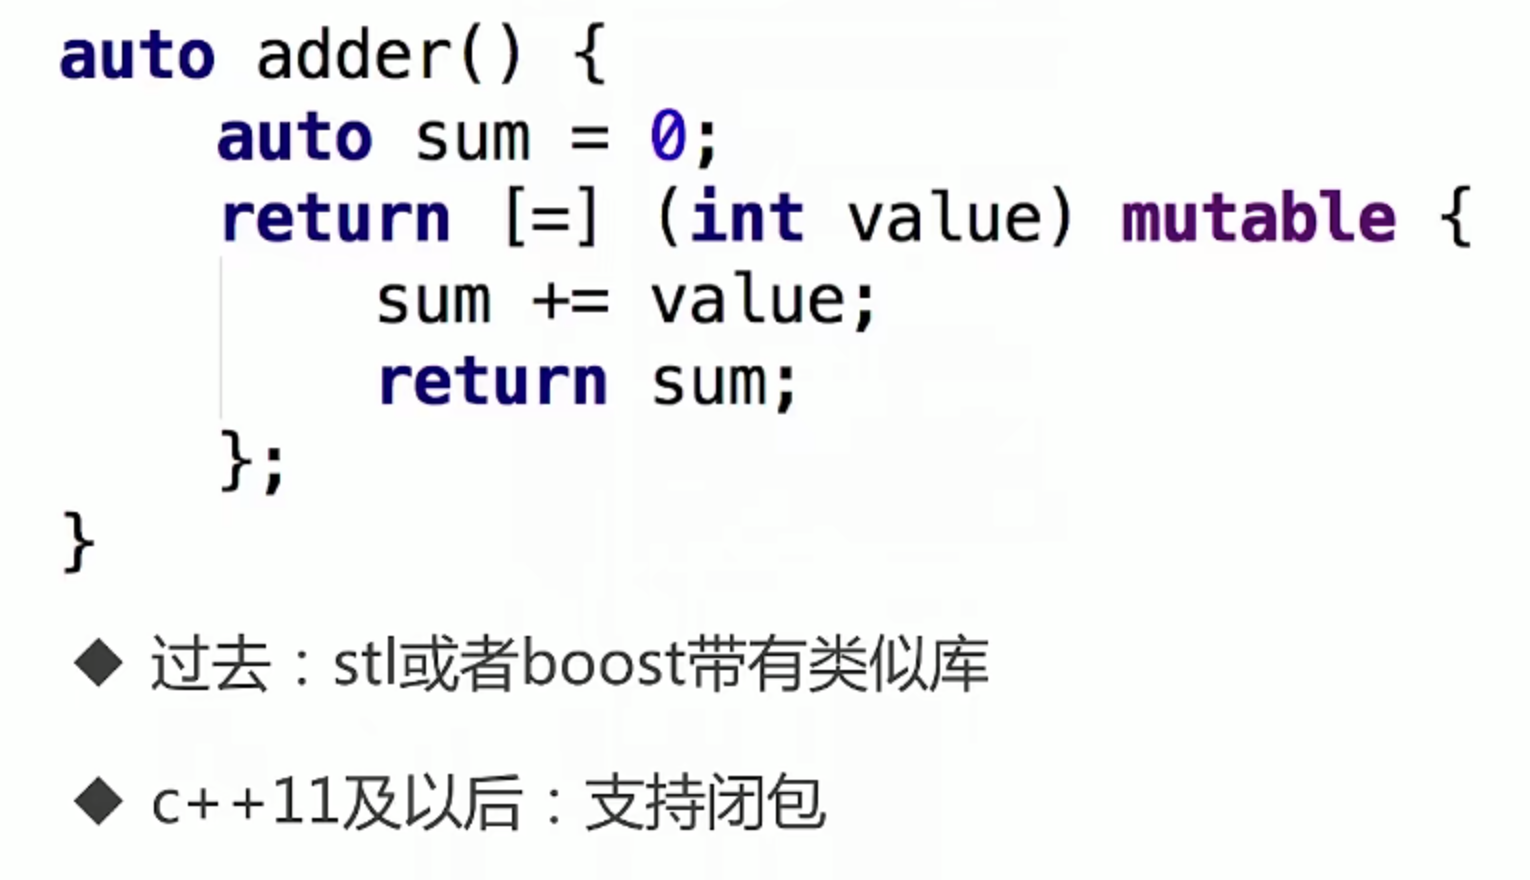 auto adder() {
    auto sum = 0;
    return [=] (int value) mutable {
        sum += value;
        return sum;
    };
}
◆ 过去：stl或者boost带有类似库
◆ c++11及以后：支持闭包